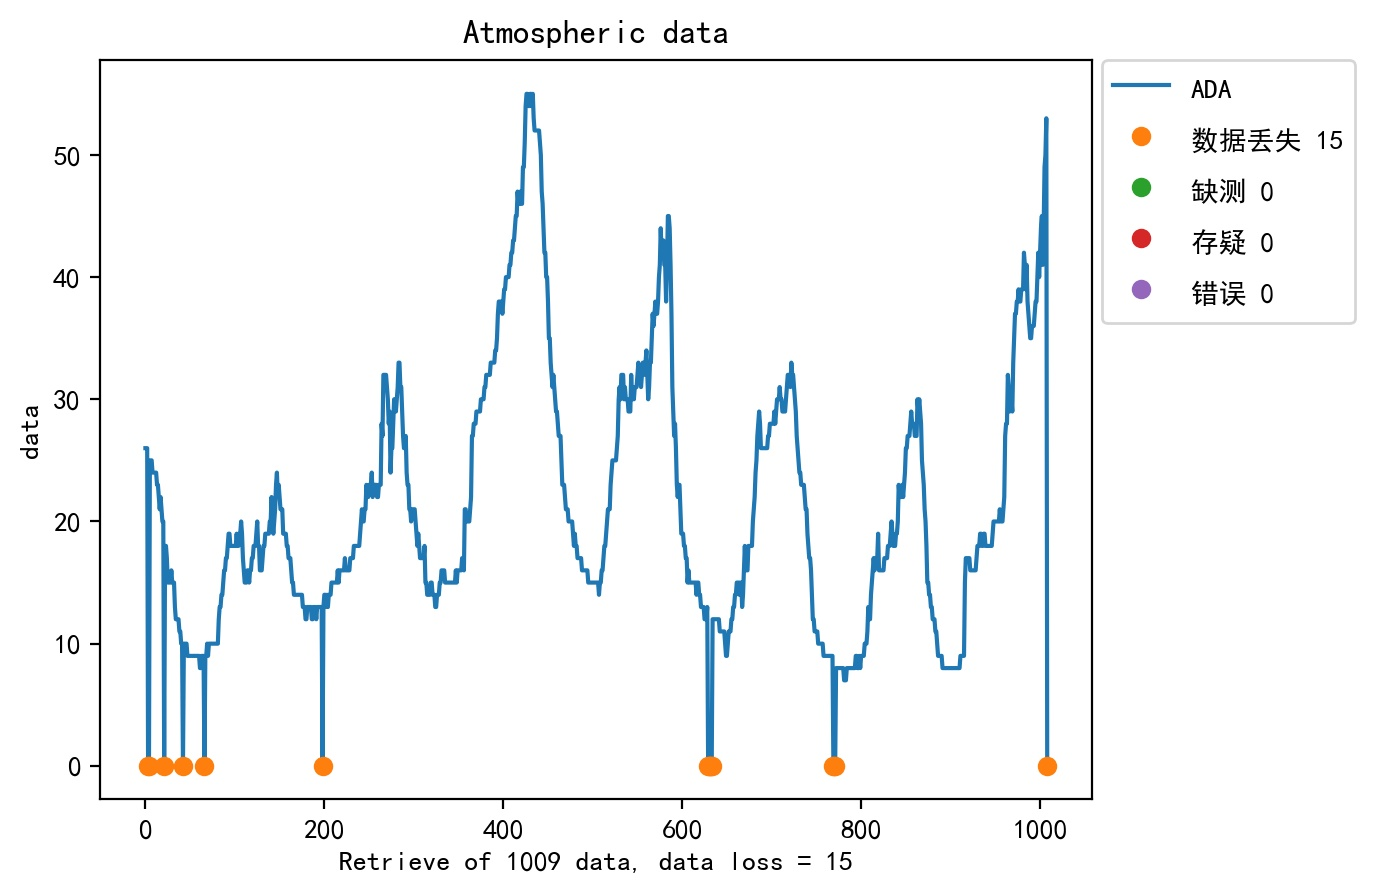 Atmospheric data
ADA
数据丢失 15
缺测 0
存疑 0
错误 0
50
40
30
20
10
0
data
0 200 400 600 800 1000
Retrieve of 1009 data, data loss = 15